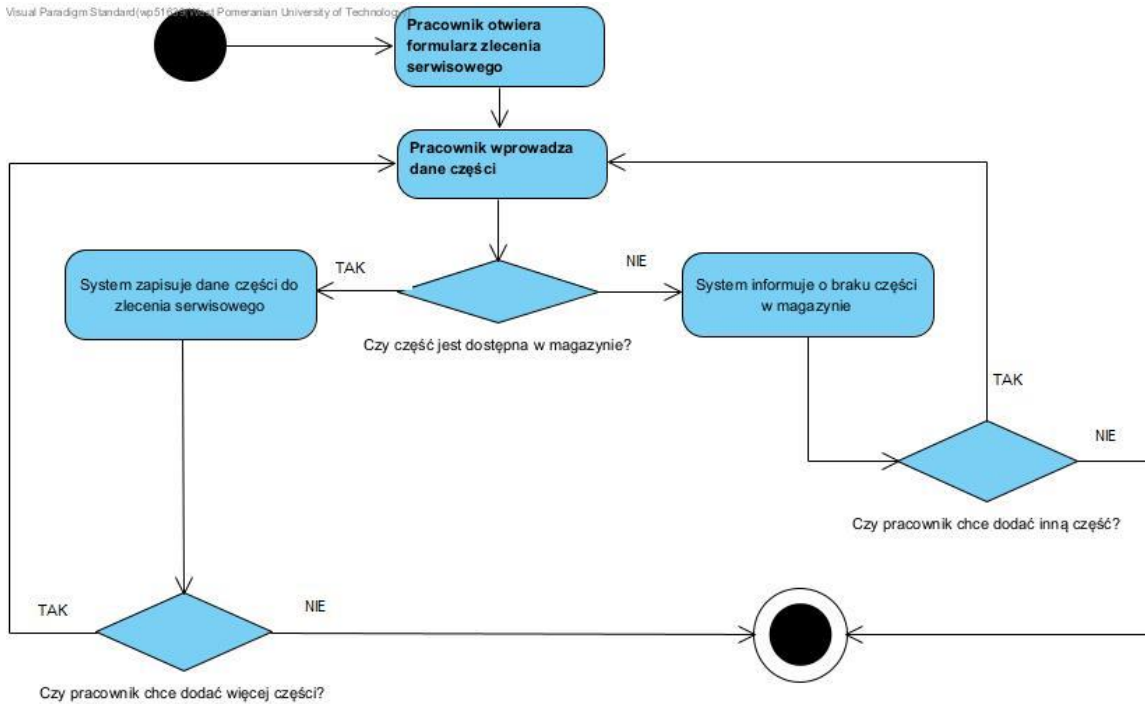 Visual Paradigm Standard(wp51 West Pomeranian University of Technology)
Pracownik otwiera
formularz zlecenia
serwisowego
Pracownik wprowadza
dane części
TAK
NIE
System zapisuje dane części do
zlecenia serwisowego
System informuje o braku części
w magazynie
Czy część jest dostępna w magazynie?
TAK
NIE
Czy pracownik chce dodać inną część?
TAK
NIE
Czy pracownik chce dodać więcej części?